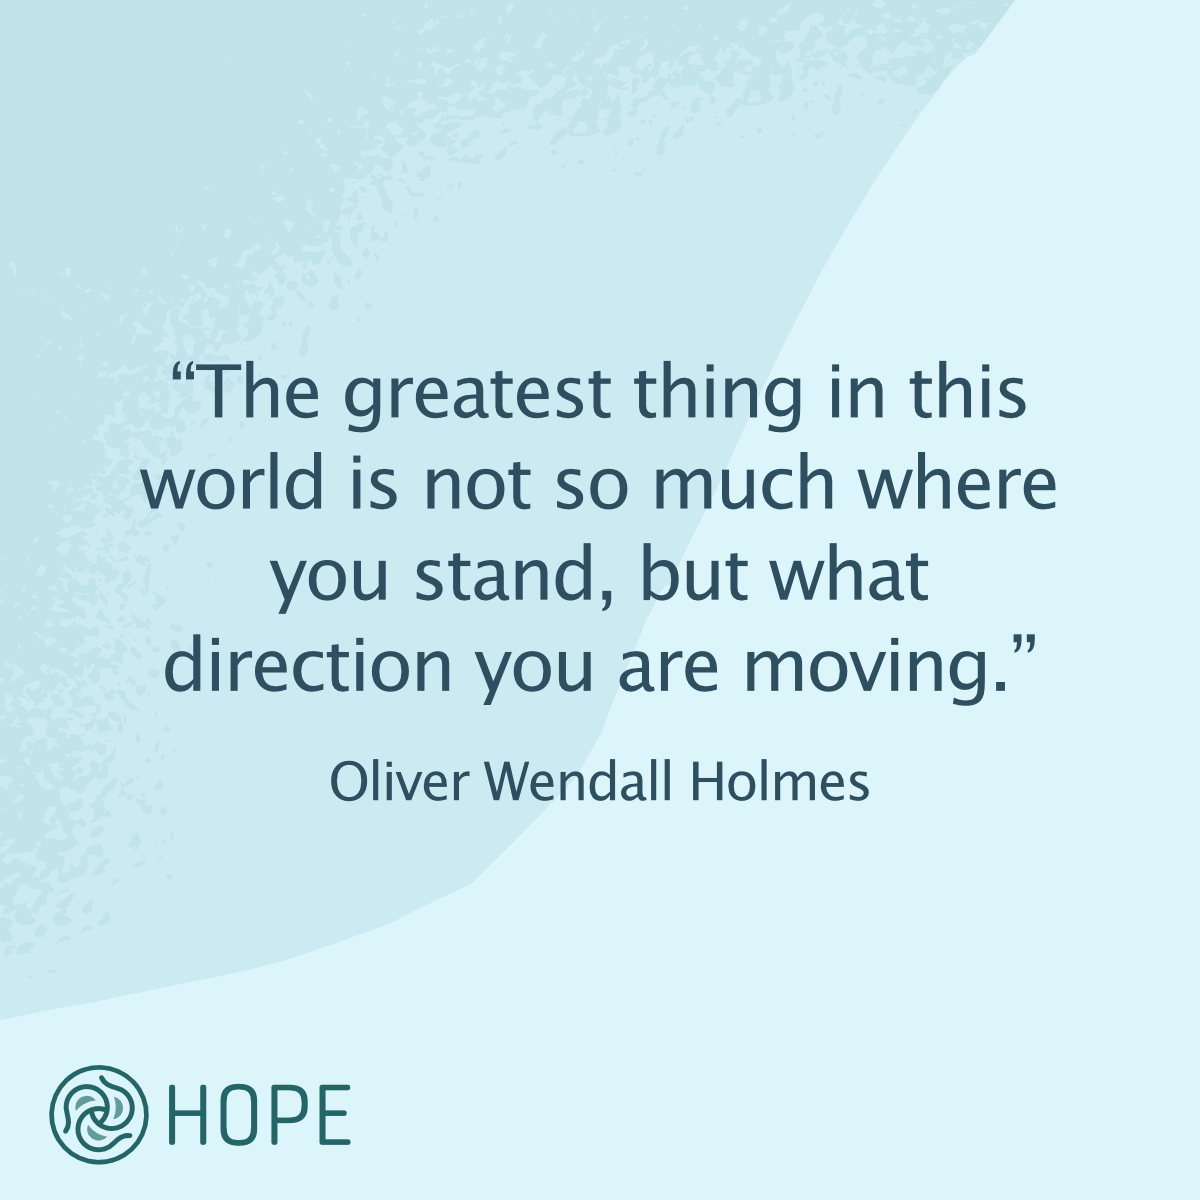 “The greatest thing in this
world is not so much where
you stand, but what
direction you are moving.”
Oliver Wendall Holmes
HOPE